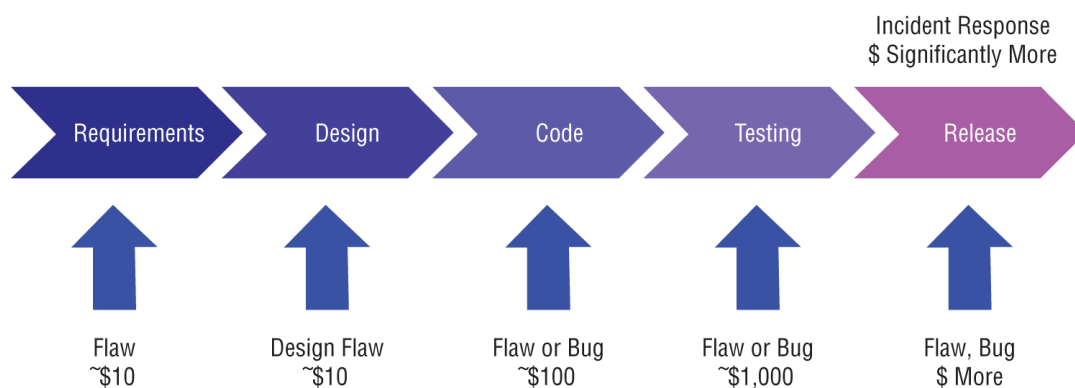 Incident Response
$ Significantly More
Requirements
Design
Code
Testing
Release
Flaw
~$10
Design Flaw
~$10
Flaw or Bug
~$100
Flaw or Bug
~$1,000
Flaw, Bug
$ More